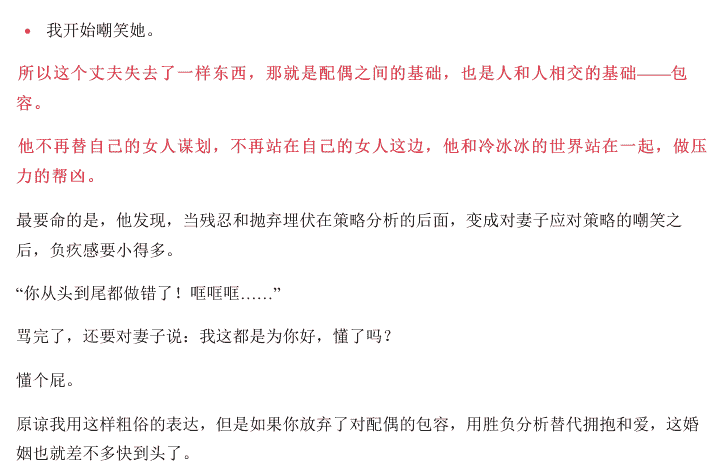 • 我开始嘲笑她。
所以这个丈夫失去了一样东西，那就是配偶之间的基础，也是人和人相交的基础——包
容。
他不再替自己的女人谋划，不再站在自己的女人这边，他和冷冰冰的世界站在一起，做压
力的帮凶。
最要命的是，他发现，当残忍和抛弃埋伏在策略分析的后面，变成对妻子应对策略的嘲笑之
后，负疚感要小得多。
“你从头到尾都做错了！哐哐哐……”
骂完了，还要对妻子说：我这都是为你好，懂了吗？
懂个屁。
原谅我用这样粗俗的表达，但是如果你放弃了对配偶的包容，用胜负分析替代拥抱和爱，这婚
姻也就差不多快到头了。